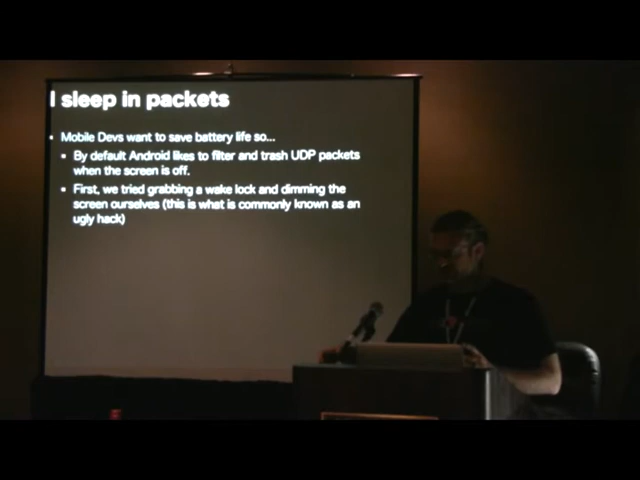 I sleep in packets
Mobile Devs want to save battery life so...
By default Android likes to filter and trash UDP packets
when the screen is off.
First, we tried grabbing a wake lock and dimming the
screen ourselves (this is what is commonly known as an
ugly hack)